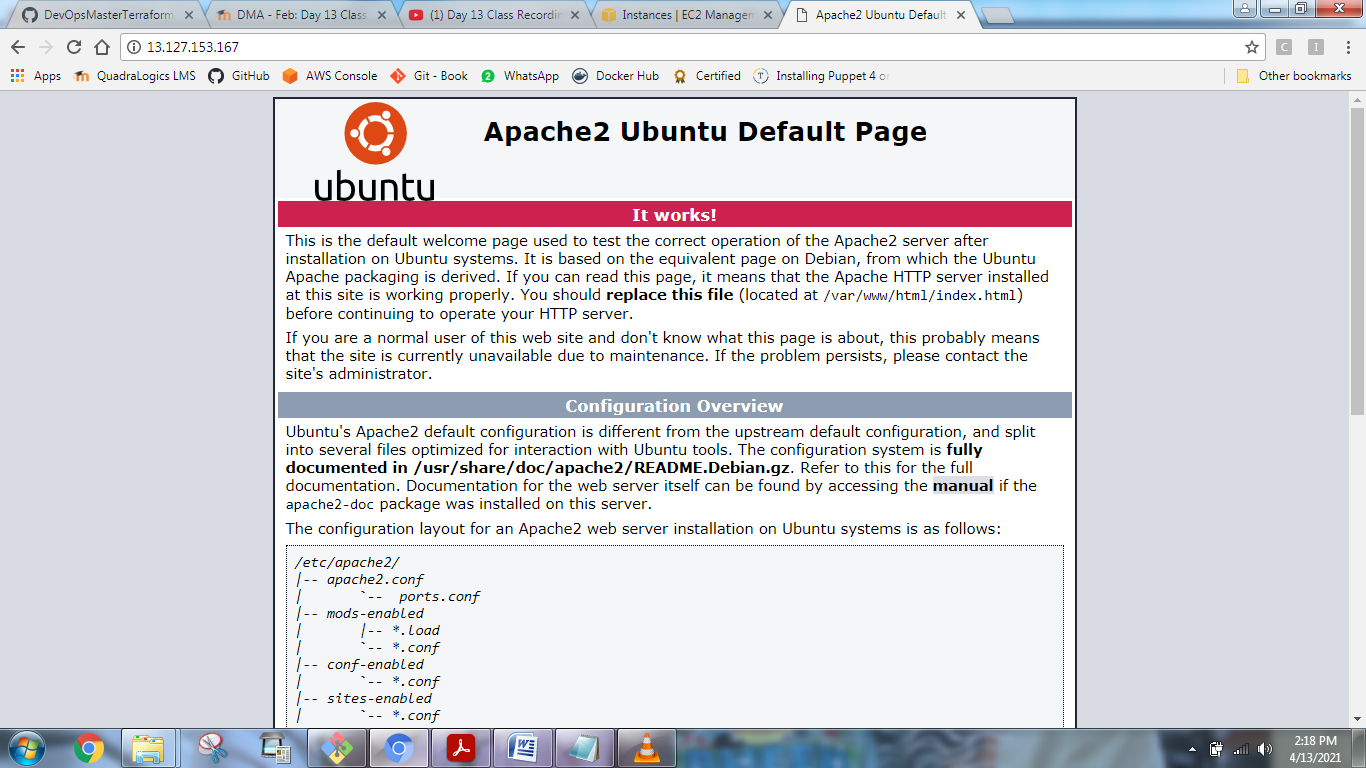 DevOpsMasterTerraform
DMA - Feb: Day 13 Class
(1) Day 13 Class Recordin
Instances | EC2 Managem
Apache2 Ubuntu Default
13.127.153.167
C
I
Apps
QuadraLogics LMS
GitHub
AWS Console
Git - Book
2
WhatsApp
Docker Hub
Certified
Installing Puppet 4 o
Other bookmarks
ubuntu
Apache2 Ubuntu Default Page
It works!
This is the default welcome page used to test the correct operation of the Apache2 server after
installation on Ubuntu systems. It is based on the equivalent page on Debian, from which the Ubuntu
Apache packaging is derived. If you can read this page, it means that the Apache HTTP server installed
at this site is working properly. You should replace this file (located at /var/www/html/index.html)
before continuing to operate your HTTP server.
If you are a normal user of this web site and don't know what this page is about, this probably means
that the site is currently unavailable due to maintenance. If the problem persists, please contact the
site's administrator.
Configuration Overview
Ubuntu's Apache2 default configuration is different from the upstream default configuration, and split
into several files optimized for interaction with Ubuntu tools. The configuration system is fully
documented in /usr/share/doc/apache2/README.Debian.gz. Refer to this for the full
documentation. Documentation for the web server itself can be found by accessing the manual if the
apache2-doc package was installed on this server.
The configuration layout for an Apache2 web server installation on Ubuntu systems is as follows:
/etc/apache2/
|-- apache2.conf
|       `--  ports.conf
|-- mods-enabled
|       |-- *.load
|       `-- *.conf
|-- conf-enabled
|       `-- *.conf
|-- sites-enabled
|       `-- *.conf
2:18 PM
4/13/2021